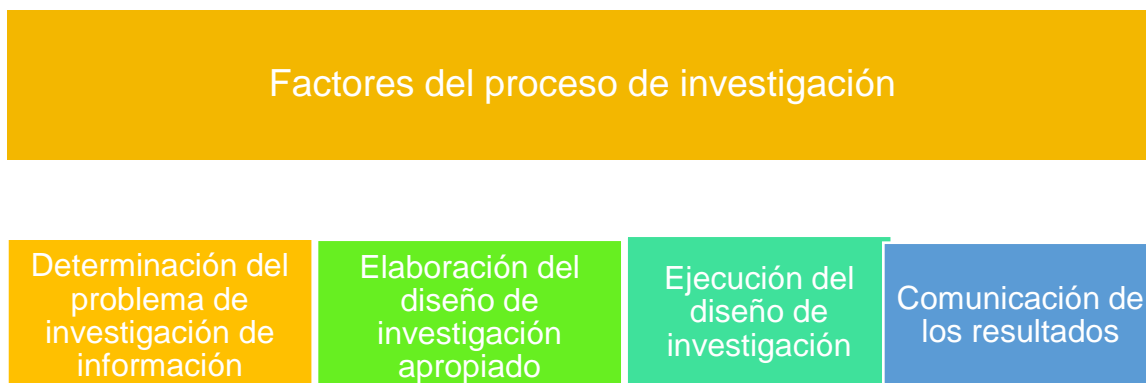 Factores del proceso de investigación
Determinación del
problema de
investigación de
información
Elaboración del
diseño de
investigación
apropiado
Ejecución del
diseño de
investigación
Comunicación de
los resultados